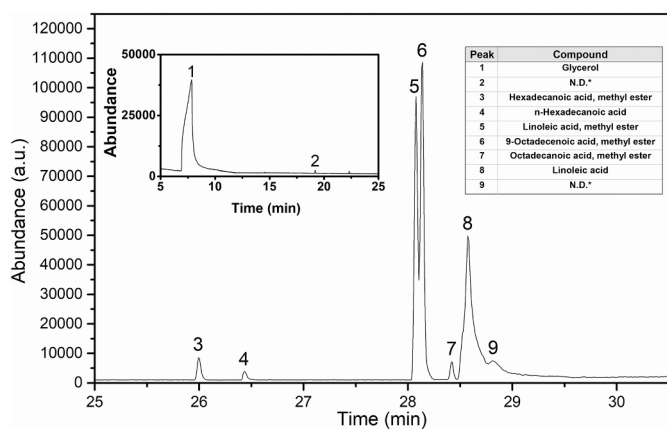 125000
120000
110000
100000
90000
80000
70000
60000
50000
40000
30000
20000
10000
0
Abundance (a.u.)
25 26 27 28 29 30
Time (min)
50000
25000
0
Abundance
5 10 15 20 25
Time (min)
1
2
3
4
5
6
7
8
9
Peak Compound
1 Glycerol
2 N.D.*
3 Hexadecanoic acid, methyl ester
4 n-Hexadecanoic acid
5 Linoleic acid, methyl ester
6 9-Octadecenoic acid, methyl ester
7 Octadecanoic acid, methyl ester
8 Linoleic acid
9 N.D.*